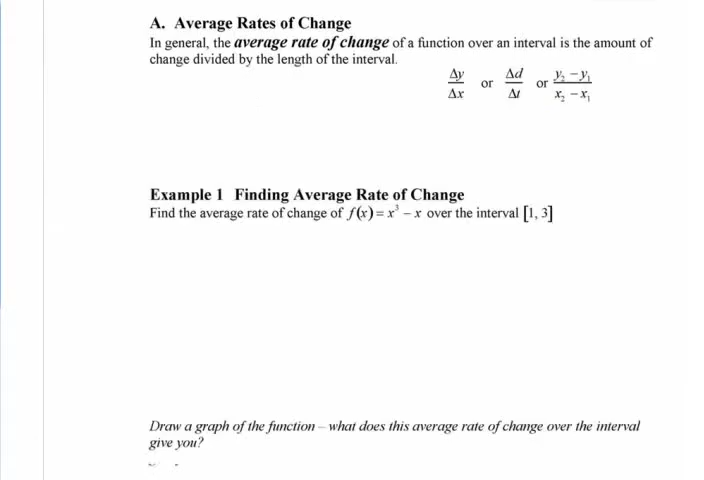 A. Average Rates of Change
In general, the average rate of change of a function over an interval is the amount of
change divided by the length of the interval.
Δy/Δx or Δd/Δt or (y₂ − y₁)/(x₂ − x₁)
Example 1 Finding Average Rate of Change
Find the average rate of change of f(x) = x³ − x over the interval [1, 3]
Draw a graph of the function – what does this average rate of change over the interval
give you?